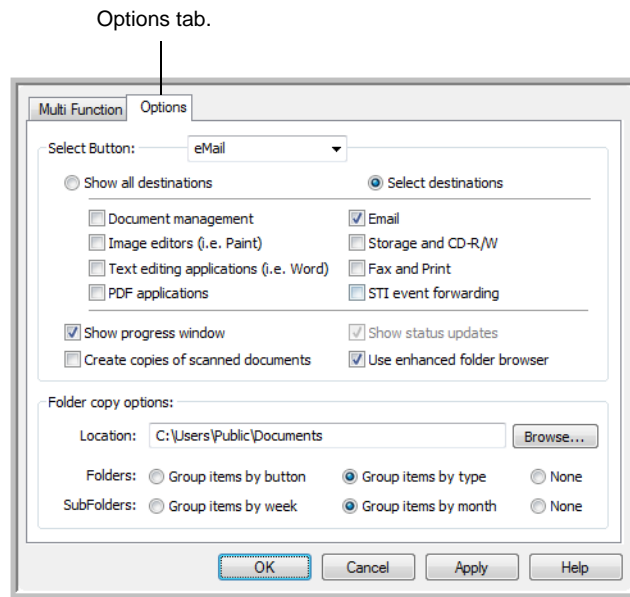 Options tab.
Multi Function Options
Select Button: eMail
Show all destinations Select destinations
Document management Email
Image editors (i.e. Paint) Storage and CD-R/W
Text editing applications (i.e. Word) Fax and Print
PDF applications STI event forwarding
Show progress window Show status updates
Create copies of scanned documents Use enhanced folder browser
Folder copy options:
Location: C:\Users\Public\Documents Browse...
Folders: Group items by button Group items by type None
SubFolders: Group items by week Group items by month None
OK Cancel Apply Help